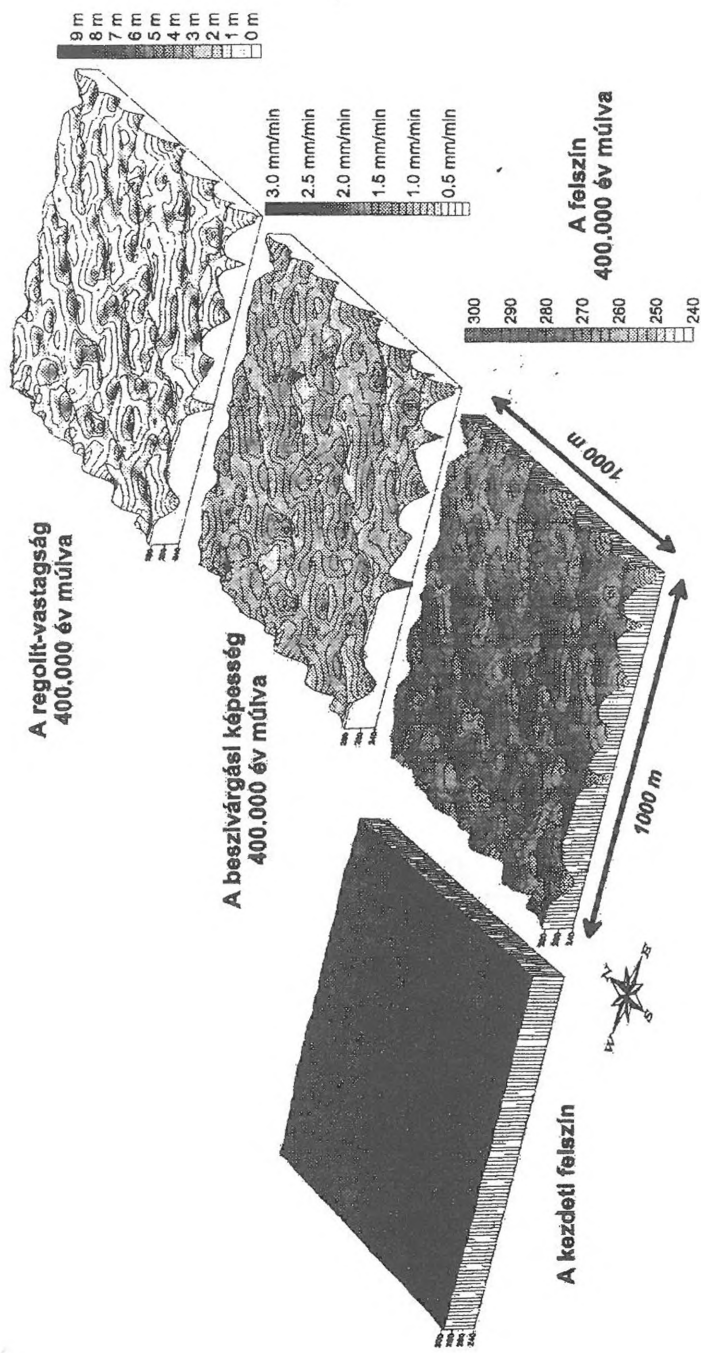 A regolit-vastagság
400.000 év múlva
9 m
8 m
7 m
6 m
5 m
4 m
3 m
2 m
1 m
0 m
A beszivárgási képesség
400.000 év múlva
3.0 mm/min
2.5 mm/min
2.0 mm/min
1.5 mm/min
1.0 mm/min
0.5 mm/min
A felszín
400.000 év múlva
300
290
280
270
260
250
240
1000 m
1000 m
A kezdeti felszín
N
E
S
W